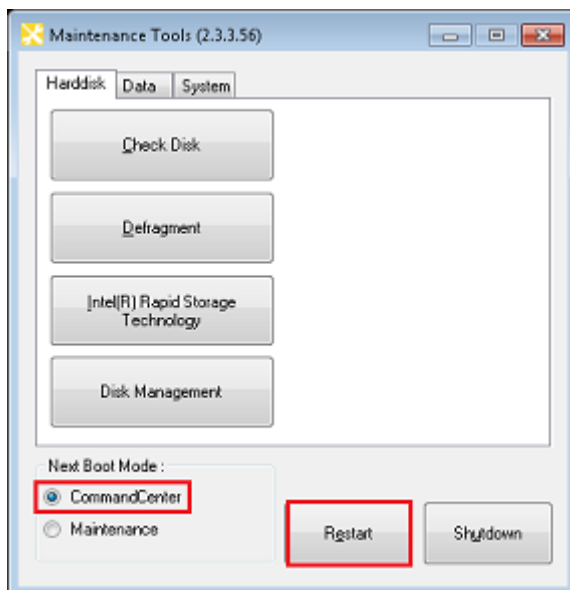 Maintenance Tools (2.3.3.56)
Harddisk Data System
Check Disk
Defragment
Intel(R) Rapid Storage
Technology
Disk Management
Next Boot Mode :
CommandCenter
Maintenance
Restart
Shutdown